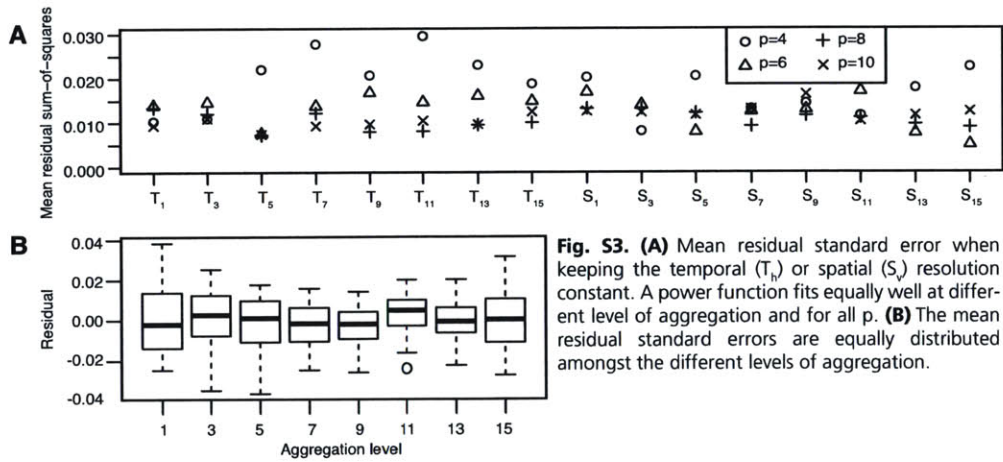 A
Mean residual sum-of-squares
0.030
0.020
0.010
0.000
p=4 p=8
p=6 p=10
T1 T3 T5 T7 T9 T11 T13 T15 S1 S3 S5 S7 S9 S11 S13 S15
B
Residual
0.04
0.02
0.00
-0.02
-0.04
1 3 5 7 9 11 13 15
Aggregation level
Fig. S3. (A) Mean residual standard error when
keeping the temporal (Th) or spatial (Sv) resolution
constant. A power function fits equally well at differ-
ent level of aggregation and for all p. (B) The mean
residual standard errors are equally distributed
amongst the different levels of aggregation.